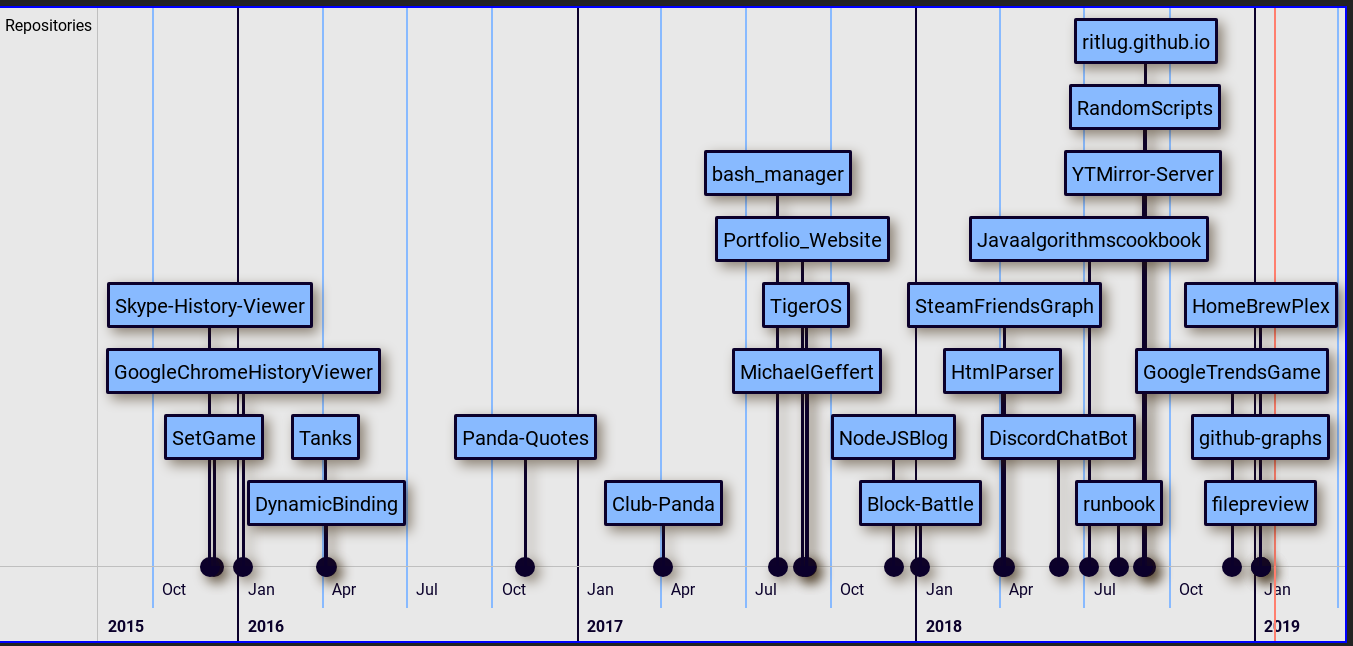 Repositories
ritlug.github.io
RandomScripts
bash_manager
YTMirror-Server
Portfolio_Website
Javaalgorithmscookbook
Skype-History-Viewer
TigerOS
SteamFriendsGraph
HomeBrewPlex
GoogleChromeHistoryViewer
MichaelGeffert
HtmlParser
GoogleTrendsGame
SetGame
Tanks
Panda-Quotes
NodeJSBlog
DiscordChatBot
github-graphs
DynamicBinding
Club-Panda
Block-Battle
runbook
filepreview
Oct Jan Apr Jul Oct Jan Apr Jul Oct Jan Apr Jul Oct Jan
2015 2016 2017 2018 2019